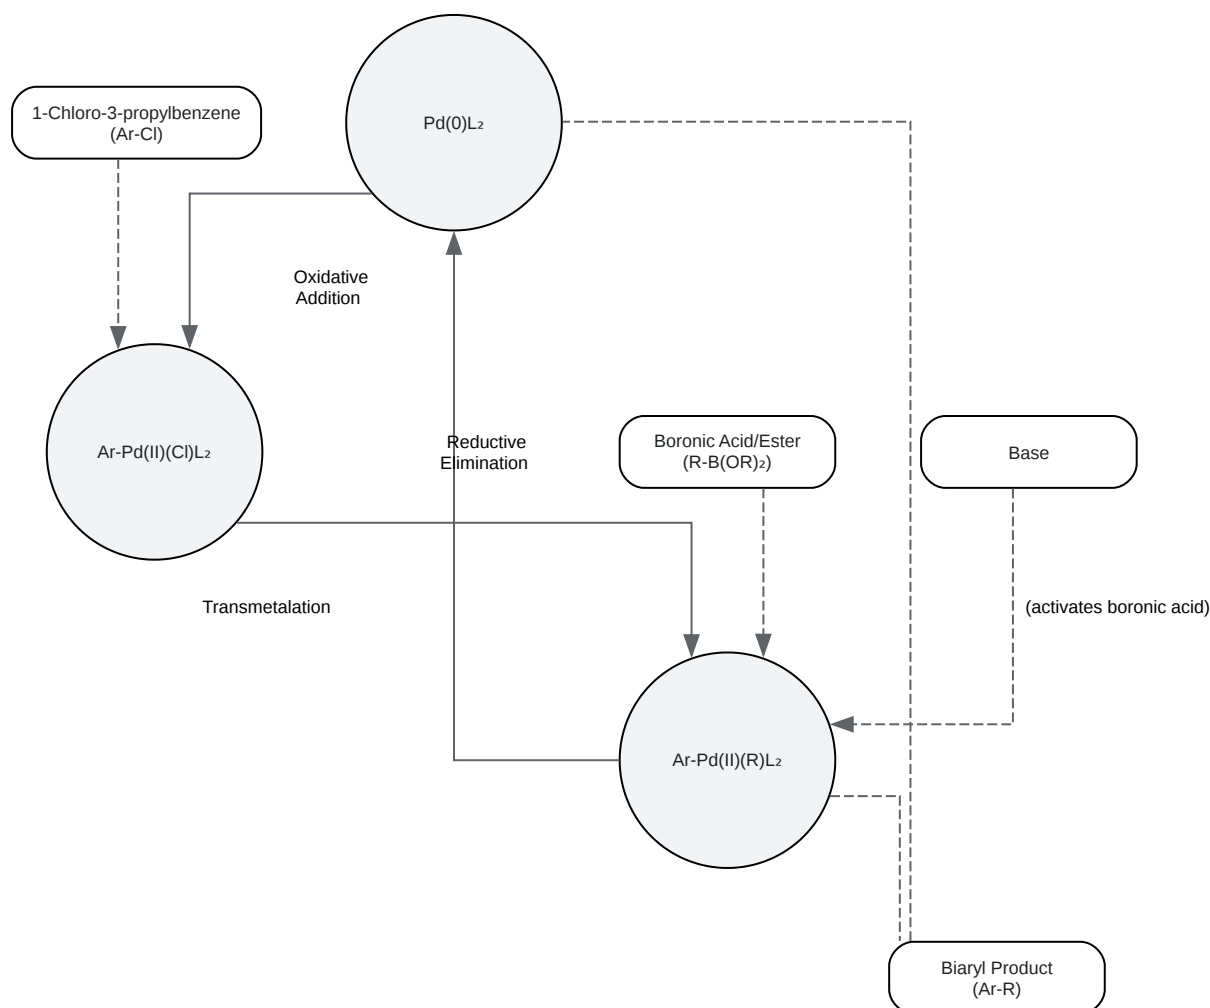 Pd(0)L₂
1-Chloro-3-propylbenzene
(Ar-Cl)
Oxidative
Addition
Ar-Pd(II)(Cl)L₂
Reductive
Elimination
Boronic Acid/Ester
(R-B(OR)₂)
Base
Transmetalation
(activates boronic acid)
Ar-Pd(II)(R)L₂
Biaryl Product
(Ar-R)